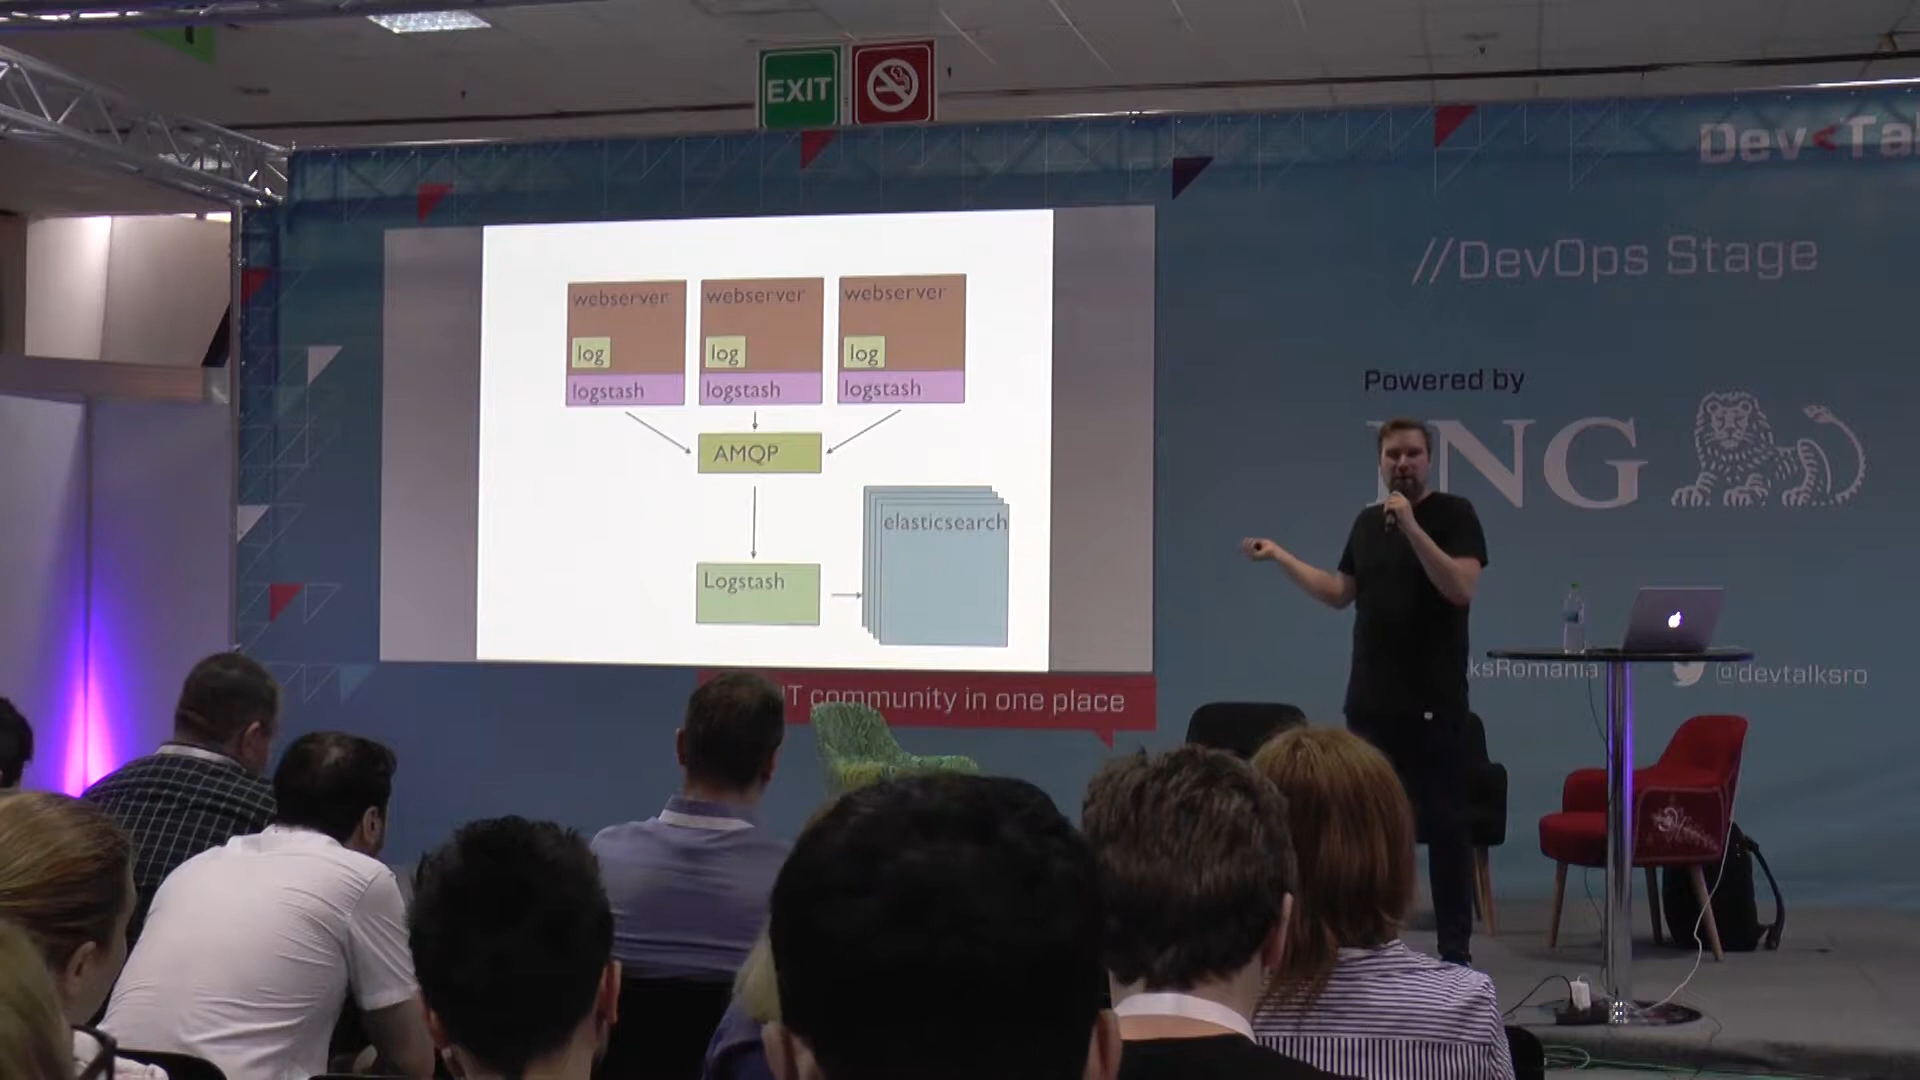 EXIT
Dev<Tal
//DevOps Stage
webserver
webserver
webserver
log
log
log
logstash
logstash
logstash
Powered by
ING
AMQP
elasticsearch
Logstash
ksRomania
@devtalksro
IT community in one place